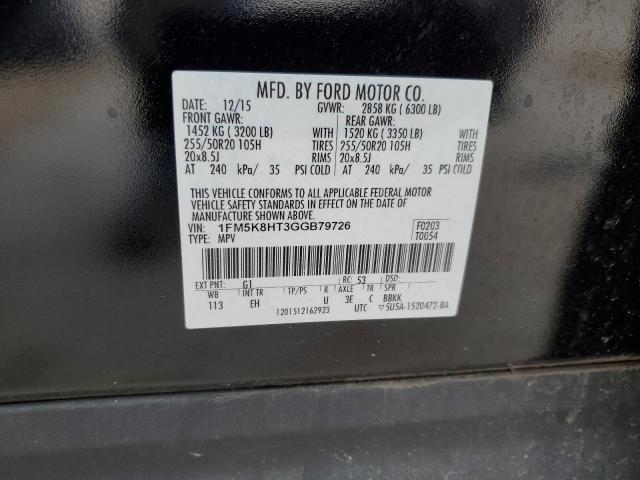 MFD. BY FORD MOTOR CO.
DATE: 12/15 GVWR: 2858 KG ( 6300 LB)
FRONT GAWR: REAR GAWR:
1452 KG ( 3200 LB) WITH 1520 KG ( 3350 LB) WITH
255/50R20 105H TIRES 255/50R20 105H TIRES
20x8.5J RIMS 20x8.5J RIMS
AT 240 kPa/ 35 PSI COLD AT 240 kPa/ 35 PSI COLD
THIS VEHICLE CONFORMS TO ALL APPLICABLE FEDERAL MOTOR
VEHICLE SAFETY STANDARDS IN EFFECT ON THE DATE OF
MANUFACTURE SHOWN ABOVE.
VIN: 1FM5K8HT3GGB79726 F0203
TYPE: MPV T0054
EXT PNT: G1 RC: 53 DSO:
WB INT TR TP/PS R AXLE TR SPR
113 EH U 3E C BBKK
1201512162923 UTC ▽5U5A-1520472-BA